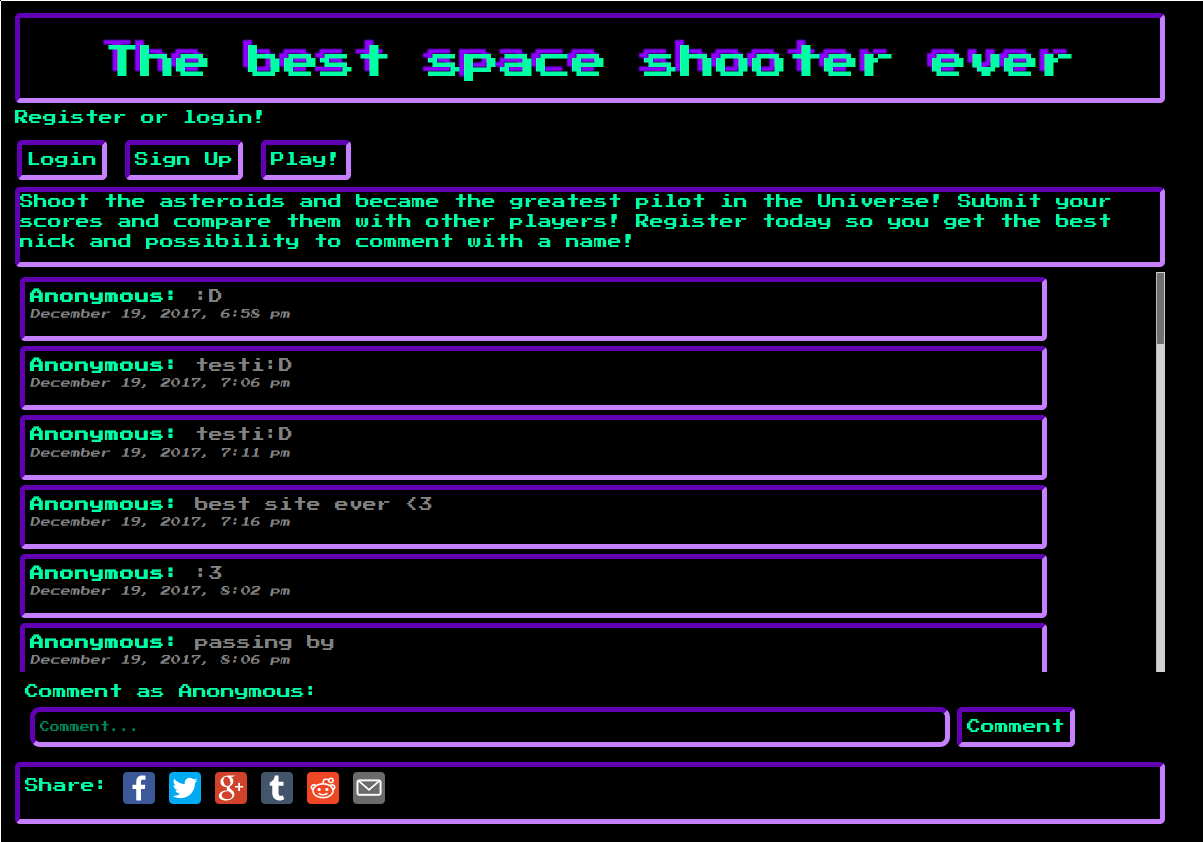 The best space shooter ever
Register or login!
Login Sign Up Play!
Shoot the asteroids and became the greatest pilot in the Universe! Submit your
scores and compare them with other players! Register today so you get the best
nick and possibility to comment with a name!
Anonymous: :D
December 19, 2017, 6:58 pm
Anonymous: testi:D
December 19, 2017, 7:06 pm
Anonymous: testi:D
December 19, 2017, 7:11 pm
Anonymous: best site ever <3
December 19, 2017, 7:16 pm
Anonymous: :3
December 19, 2017, 8:02 pm
Anonymous: passing by
December 19, 2017, 8:06 pm
Comment as Anonymous:
Comment... Comment
Share: f g+ t